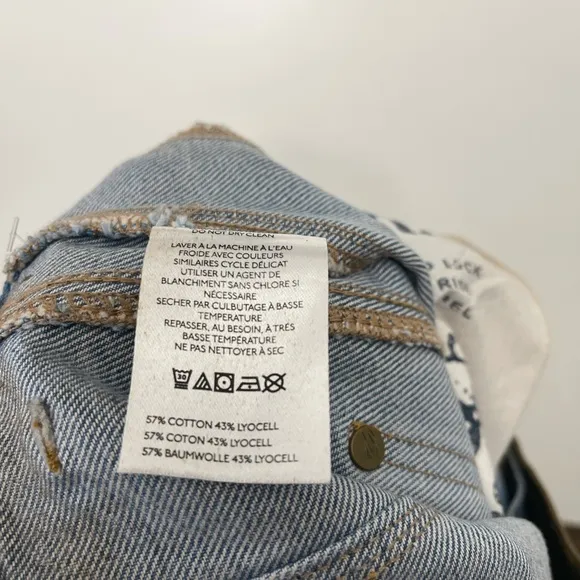 DO NOT DRY CLEAN
LAVER A LA MACHINE À L'EAU
FROIDE AVEC COULEURS
SIMILAIRES CYCLE DÉLICAT
UTILISER UN AGENT DE
BLANCHIMENT SANS CHLORE SI
NÉCESSAIRE
SECHER PAR CULBUTAGE À BASSE
TEMPERATURE
REPASSER, AU BESOIN, À TRÈS
BASSE TEMPÉRATURE
NE PAS NETTOYER À SEC
30
57% COTTON 43% LYOCELL
57% COTON 43% LYOCELL
57% BAUMWOLLE 43% LYOCELL